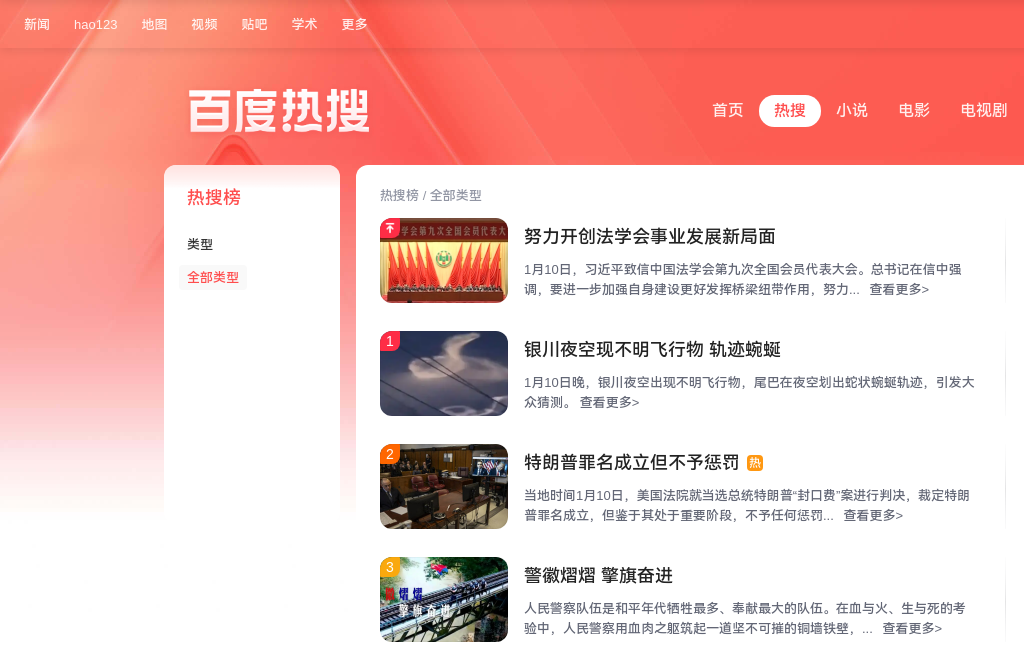 新闻 hao123 地图 视频 贴吧 学术 更多
百度热搜
首页 热搜 小说 电影 电视剧
热搜榜
类型
全部类型
热搜榜 / 全部类型
学会第九次全国会员代表大
努力开创法学会事业发展新局面
1月10日，习近平致信中国法学会第九次全国会员代表大会。总书记在信中强
调，要进一步加强自身建设更好发挥桥梁纽带作用，努力... 查看更多>
1
银川夜空现不明飞行物 轨迹蜿蜒
1月10日晚，银川夜空出现不明飞行物，尾巴在夜空划出蛇状蜿蜒轨迹，引发大
众猜测。 查看更多>
2
特朗普罪名成立但不予惩罚 热
当地时间1月10日，美国法院就当选总统特朗普“封口费”案进行判决，裁定特朗
普罪名成立，但鉴于其处于重要阶段，不予任何惩罚... 查看更多>
3
熠熠
擎旗奋进
警徽熠熠 擎旗奋进
人民警察队伍是和平年代牺牲最多、奉献最大的队伍。在血与火、生与死的考
验中，人民警察用血肉之躯筑起一道坚不可摧的铜墙铁壁，... 查看更多>